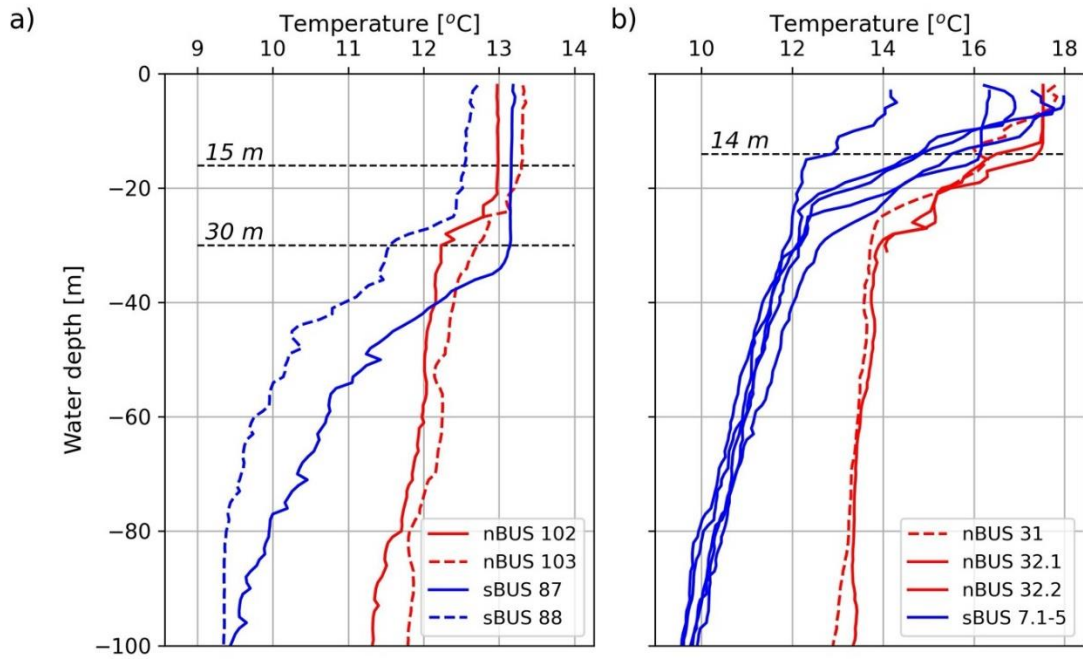 a)
Temperature [°C]
9 10 11 12 13 14
0
15 m
−20
30 m
−40
−60
−80
−100
Water depth [m]
nBUS 102
nBUS 103
sBUS 87
sBUS 88
b)
Temperature [°C]
10 12 14 16 18
14 m
nBUS 31
nBUS 32.1
nBUS 32.2
sBUS 7.1-5